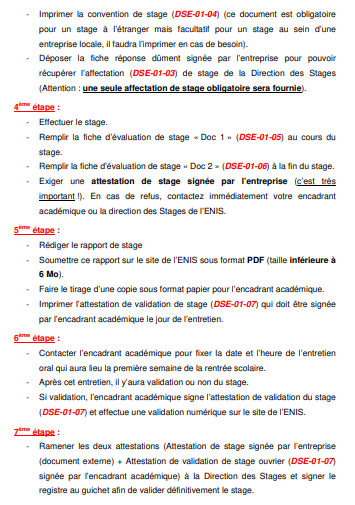 - Imprimer la convention de stage (DSE-01-04) (ce document est obligatoire
pour un stage à l'étranger mais facultatif pour un stage au sein d'une
entreprise locale, il faudra l'imprimer en cas de besoin).
- Déposer la fiche réponse dûment signée par l'entreprise pour pouvoir
récupérer l'affectation (DSE-01-03) de stage de la Direction des Stages
(Attention : une seule affectation de stage obligatoire sera fournie).
4ème étape :
- Effectuer le stage.
- Remplir la fiche d'évaluation de stage « Doc 1 » (DSE-01-05) au cours du
stage.
- Remplir la fiche d'évaluation de stage « Doc 2 » (DSE-01-06) à la fin du stage.
- Exiger une attestation de stage signée par l'entreprise (c'est très
important !). En cas de refus, contactez immédiatement votre encadrant
académique ou la direction des Stages de l'ENIS.
5ème étape :
- Rédiger le rapport de stage
- Soumettre ce rapport sur le site de l'ENIS sous format PDF (taille inférieure à
6 Mo).
- Faire le tirage d'une copie sous format papier pour l'encadrant académique.
- Imprimer l'attestation de validation de stage (DSE-01-07) qui doit être signée
par l'encadrant académique le jour de l'entretien.
6ème étape :
- Contacter l'encadrant académique pour fixer la date et l'heure de l'entretien
oral qui aura lieu la première semaine de la rentrée scolaire.
- Après cet entretien, il y'aura validation ou non du stage.
- Si validation, l'encadrant académique signe l'attestation de validation du stage
(DSE-01-07) et effectue une validation numérique sur le site de l'ENIS.
7ème étape :
- Ramener les deux attestations (Attestation de stage signée par l'entreprise
(document externe) + Attestation de validation de stage ouvrier (DSE-01-07)
signée par l'encadrant académique) à la Direction des Stages et signer le
registre au guichet afin de valider définitivement le stage.